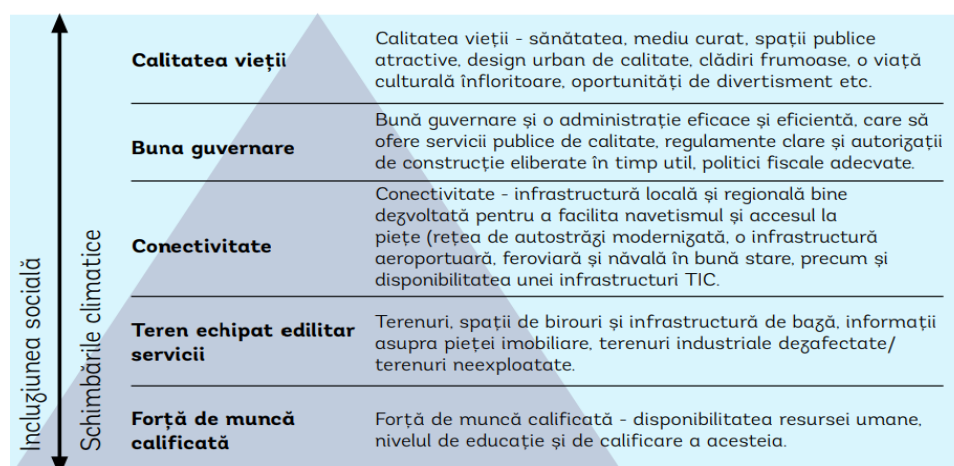 Incluziunea socială
Schimbările climatice
Calitatea vieții
Calitatea vieții - sănătatea, mediu curat, spații publice
atractive, design urban de calitate, clădiri frumoase, o viață
culturală înfloritoare, oportunități de divertisment etc.
Buna guvernare
Bună guvernare și o administrație eficace și eficientă, care să
ofere servicii publice de calitate, regulamente clare și autorizații
de construcție eliberate în timp util, politici fiscale adecvate.
Conectivitate
Conectivitate - infrastructură locală și regională bine
dezvoltată pentru a facilita navetismul și accesul la
piețe (rețea de autostrăzi modernizată, o infrastructură
aeroportuară, feroviară și năvală în bună stare, precum și
disponibilitatea unei infrastructuri TIC.
Teren echipat edilitar
servicii
Terenuri, spații de birouri și infrastructură de bază, informații
asupra pieței imobiliare, terenuri industriale dezafectate/
terenuri neexploatate.
Forță de muncă
calificată
Forță de muncă calificată - disponibilitatea resursei umane,
nivelul de educație și de calificare a acesteia.